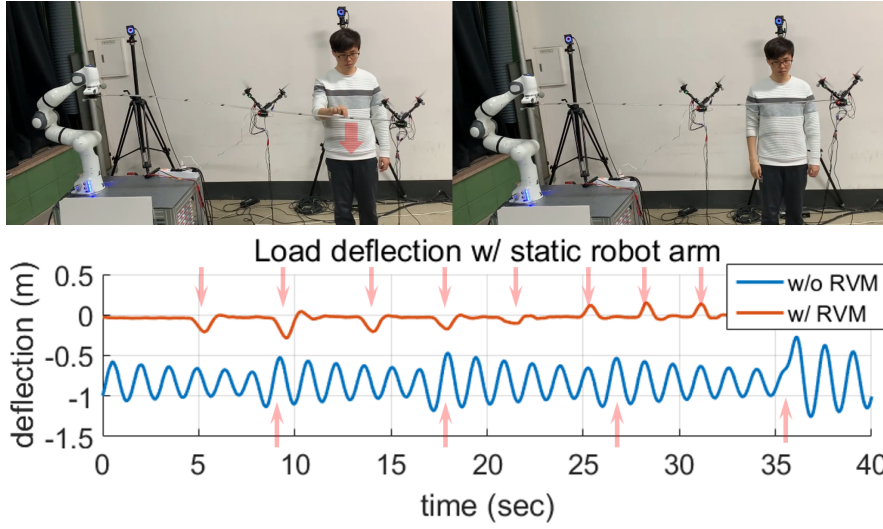 Load deflection w/ static robot arm
deflection (m)
0.5
0
-0.5
-1
-1.5
w/o RVM
w/ RVM
0 5 10 15 20 25 30 35 40
time (sec)